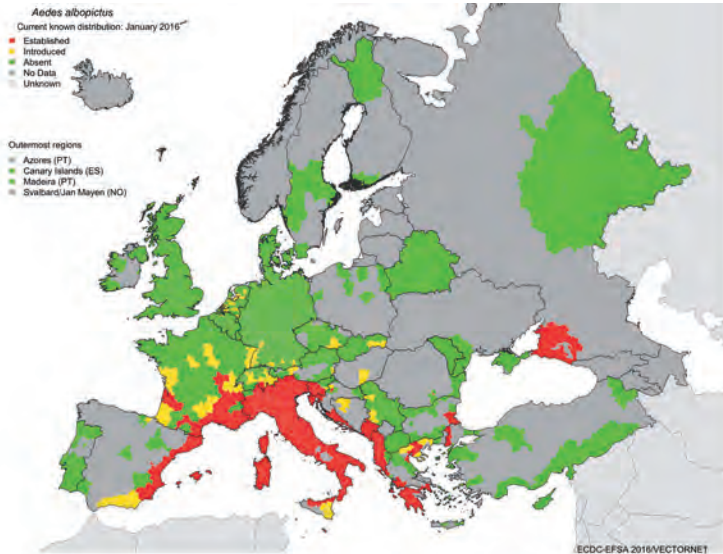 Aedes albopictus
Current known distribution: January 2016
Established
Introduced
Absent
No Data
Unknown
Outermost regions
Azores (PT)
Canary Islands (ES)
Madeira (PT)
Svalbard/Jan Mayen (NO)
ECDC-EFSA 2016/VECTORNET